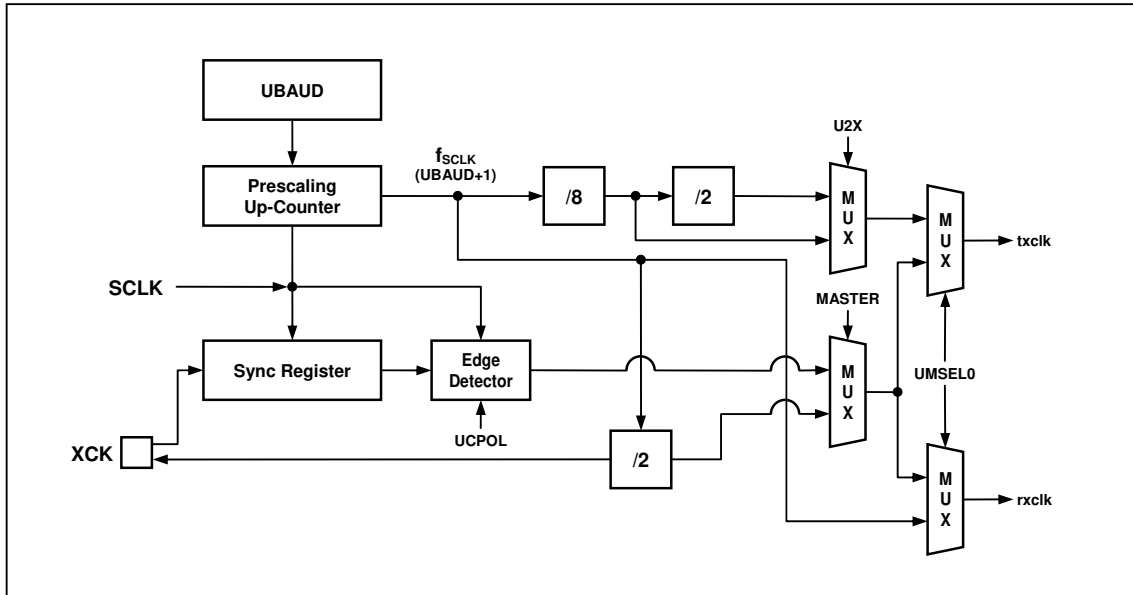 UBAUD
U2X
fSCLK
(UBAUD+1)
Prescaling
Up-Counter
/8
/2
M
U
X
M
U
X
txclk
SCLK
MASTER
Sync Register
Edge
Detector
M
U
X
UMSEL0
UCPOL
XCK
/2
M
U
X
rxclk